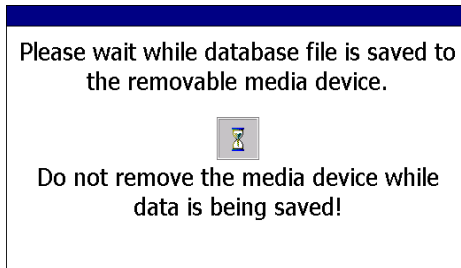 Please wait while database file is saved to
the removable media device.
Do not remove the media device while
data is being saved!